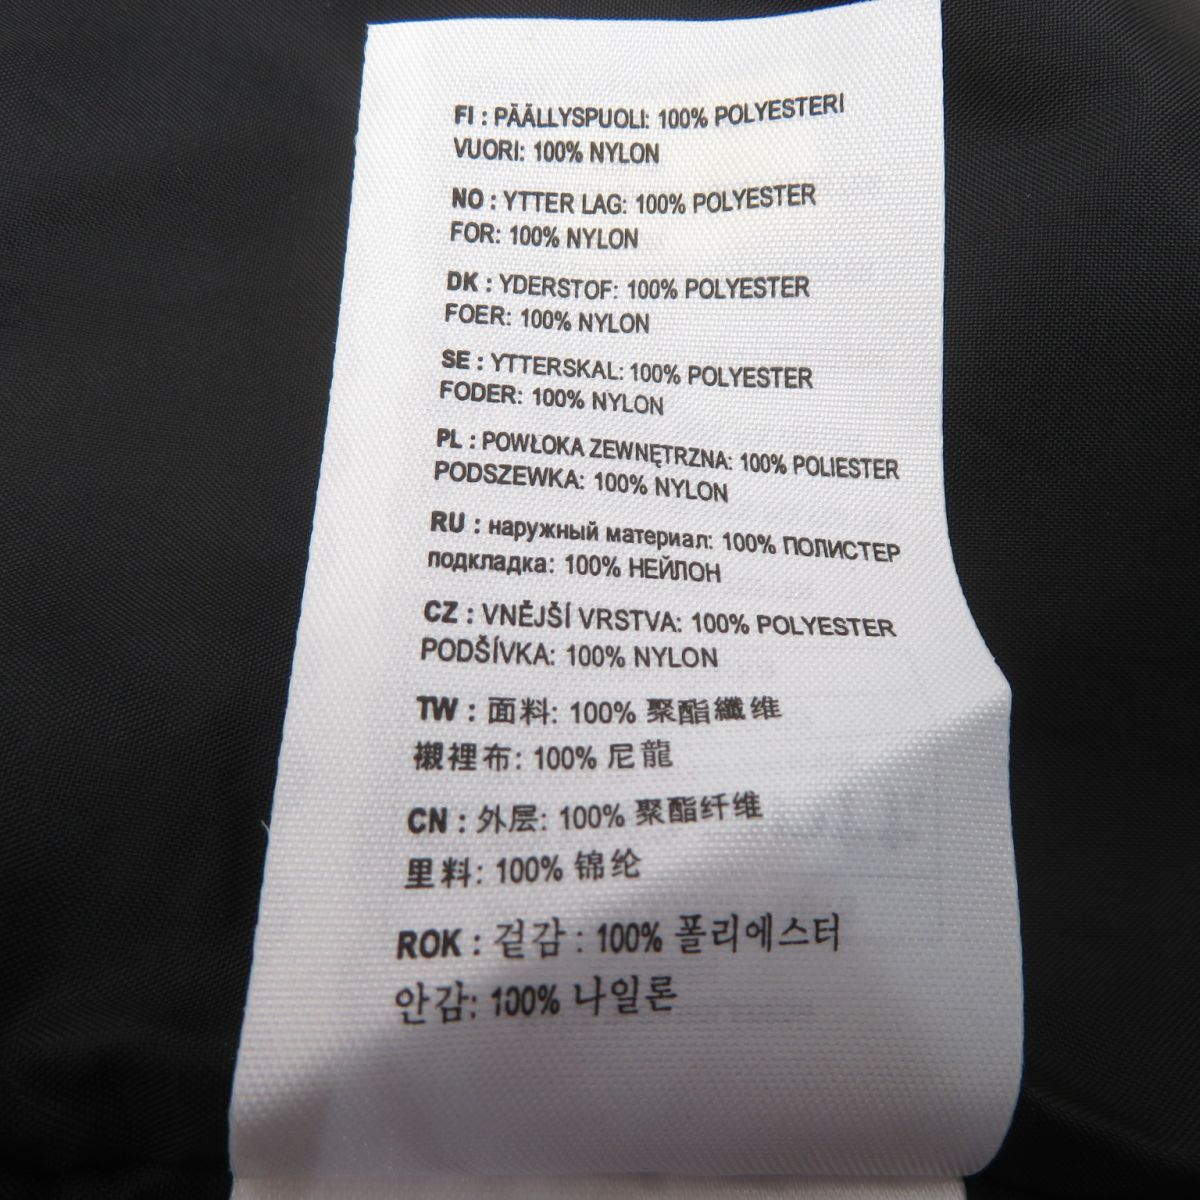 FI : PÄÄLLYSPUOLI: 100% POLYESTERI
VUORI: 100% NYLON
NO : YTTER LAG: 100% POLYESTER
FOR: 100% NYLON
DK : YDERSTOF: 100% POLYESTER
FOER: 100% NYLON
SE : YTTERSKAL: 100% POLYESTER
FODER: 100% NYLON
PL : POWŁOKA ZEWNĘTRZNA: 100% POLIESTER
PODSZEWKA: 100% NYLON
RU : наружный материал: 100% ПОЛИСТЕР
подкладка: 100% НЕЙЛОН
CZ : VNĚJŠÍ VRSTVA: 100% POLYESTER
PODŠÍVKA: 100% NYLON
TW : 面料: 100% 聚酯纖维
襯裡布: 100% 尼龍
CN : 外层: 100% 聚酯纤维
里料: 100% 锦纶
ROK : 겉감 : 100% 폴리에스터
안감: 100% 나일론